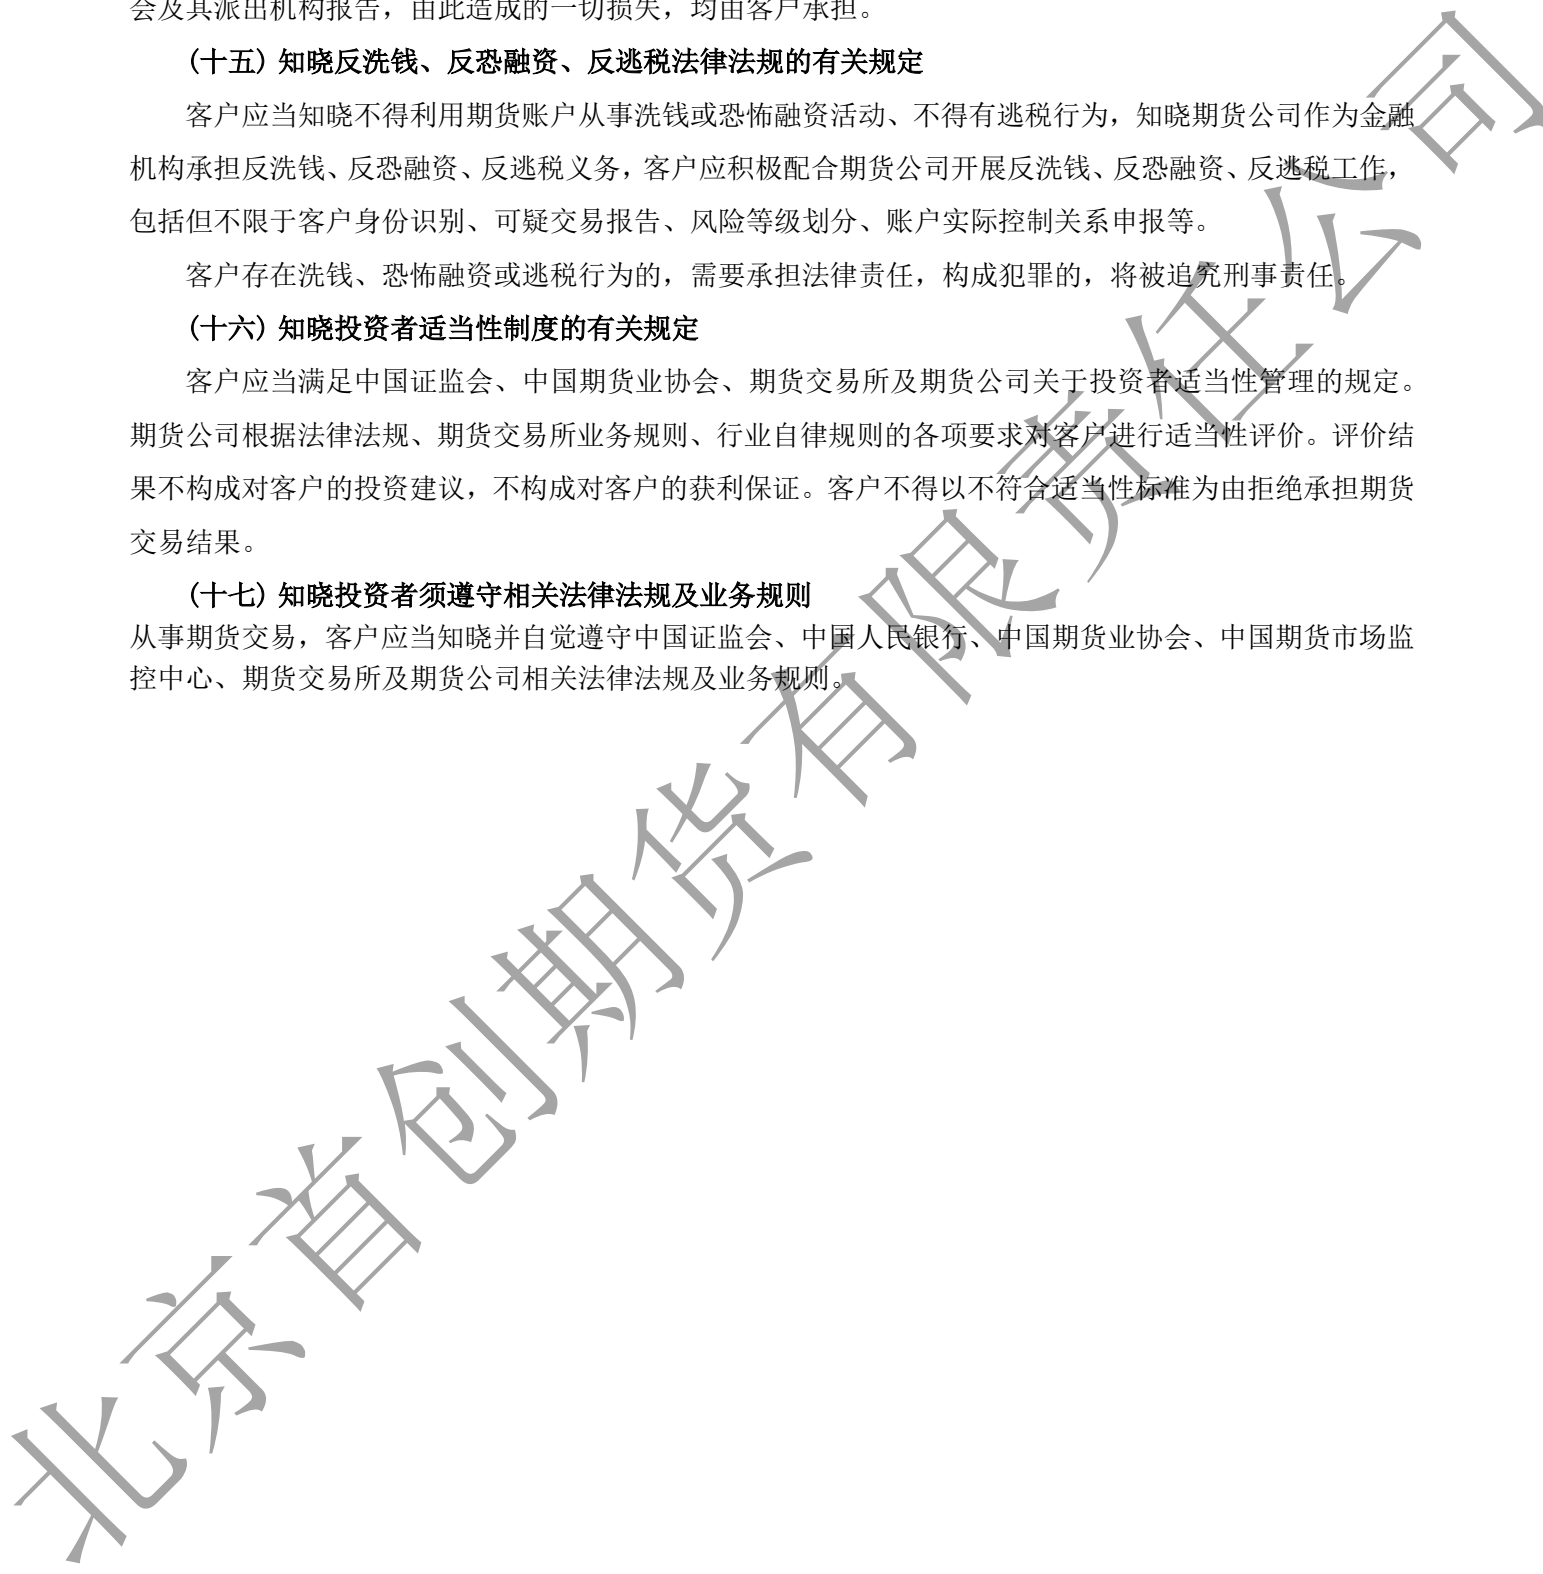 会及其派出机构报告，由此造成的一切损失，均由客户承担。
(十五) 知晓反洗钱、反恐融资、反逃税法律法规的有关规定
客户应当知晓不得利用期货账户从事洗钱或恐怖融资活动、不得有逃税行为，知晓期货公司作为金融
机构承担反洗钱、反恐融资、反逃税义务，客户应积极配合期货公司开展反洗钱、反恐融资、反逃税工作，
包括但不限于客户身份识别、可疑交易报告、风险等级划分、账户实际控制关系申报等。
客户存在洗钱、恐怖融资或逃税行为的，需要承担法律责任，构成犯罪的，将被追究刑事责任。
(十六) 知晓投资者适当性制度的有关规定
客户应当满足中国证监会、中国期货业协会、期货交易所及期货公司关于投资者适当性管理的规定。
期货公司根据法律法规、期货交易所业务规则、行业自律规则的各项要求对客户进行适当性评价。评价结
果不构成对客户的投资建议，不构成对客户的获利保证。客户不得以不符合适当性标准为由拒绝承担期货
交易结果。
(十七) 知晓投资者须遵守相关法律法规及业务规则
从事期货交易，客户应当知晓并自觉遵守中国证监会、中国人民银行、中国期货业协会、中国期货市场监
控中心、期货交易所及期货公司相关法律法规及业务规则。
北京首创期货有限责任公司